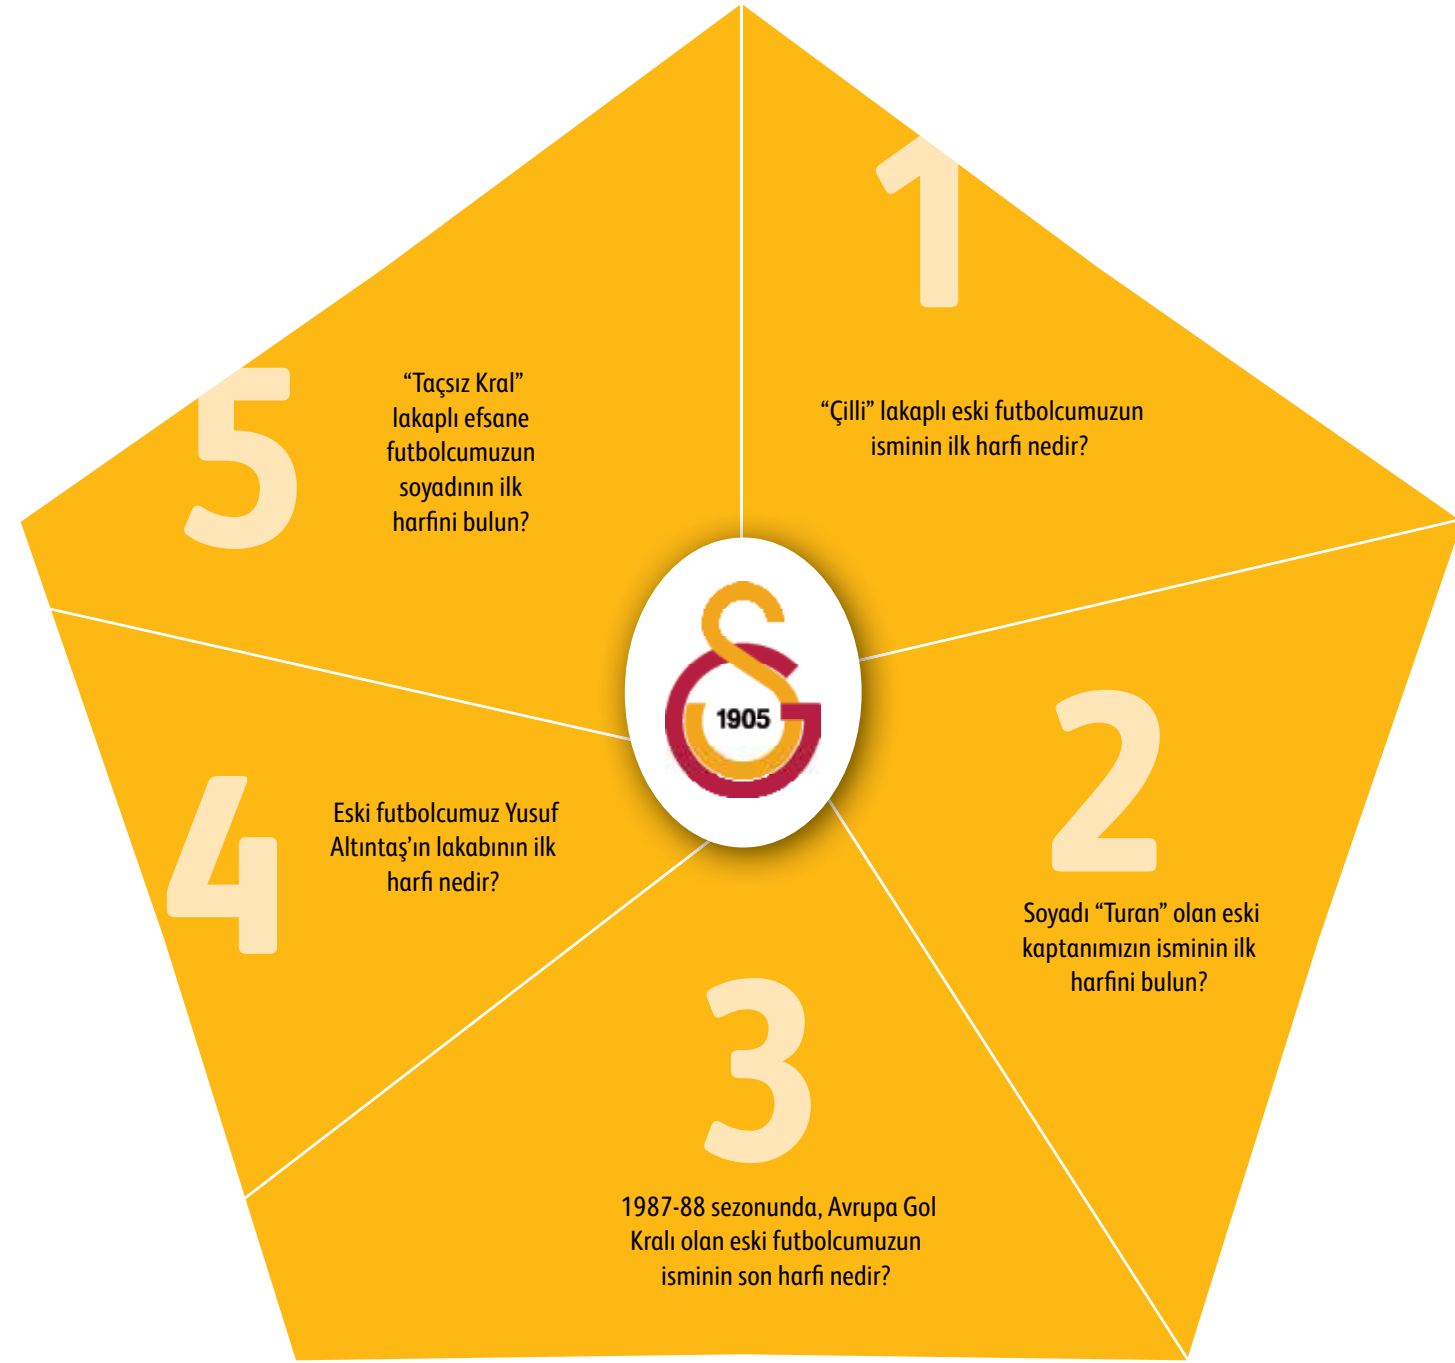 1
“Çilli” lakaplı eski futbolcumuzun
isminin ilk harfi nedir?
2
Soyadı “Turan” olan eski
kaptanımızın isminin ilk
harfini bulun?
3
1987-88 sezonunda, Avrupa Gol
Kralı olan eski futbolcumuzun
isminin son harfi nedir?
4
Eski futbolcumuz Yusuf
Altıntaş’ın lakabının ilk
harfi nedir?
5
“Taçsız Kral”
lakaplı efsane
futbolcumuzun
soyadının ilk
harfini bulun?
1905